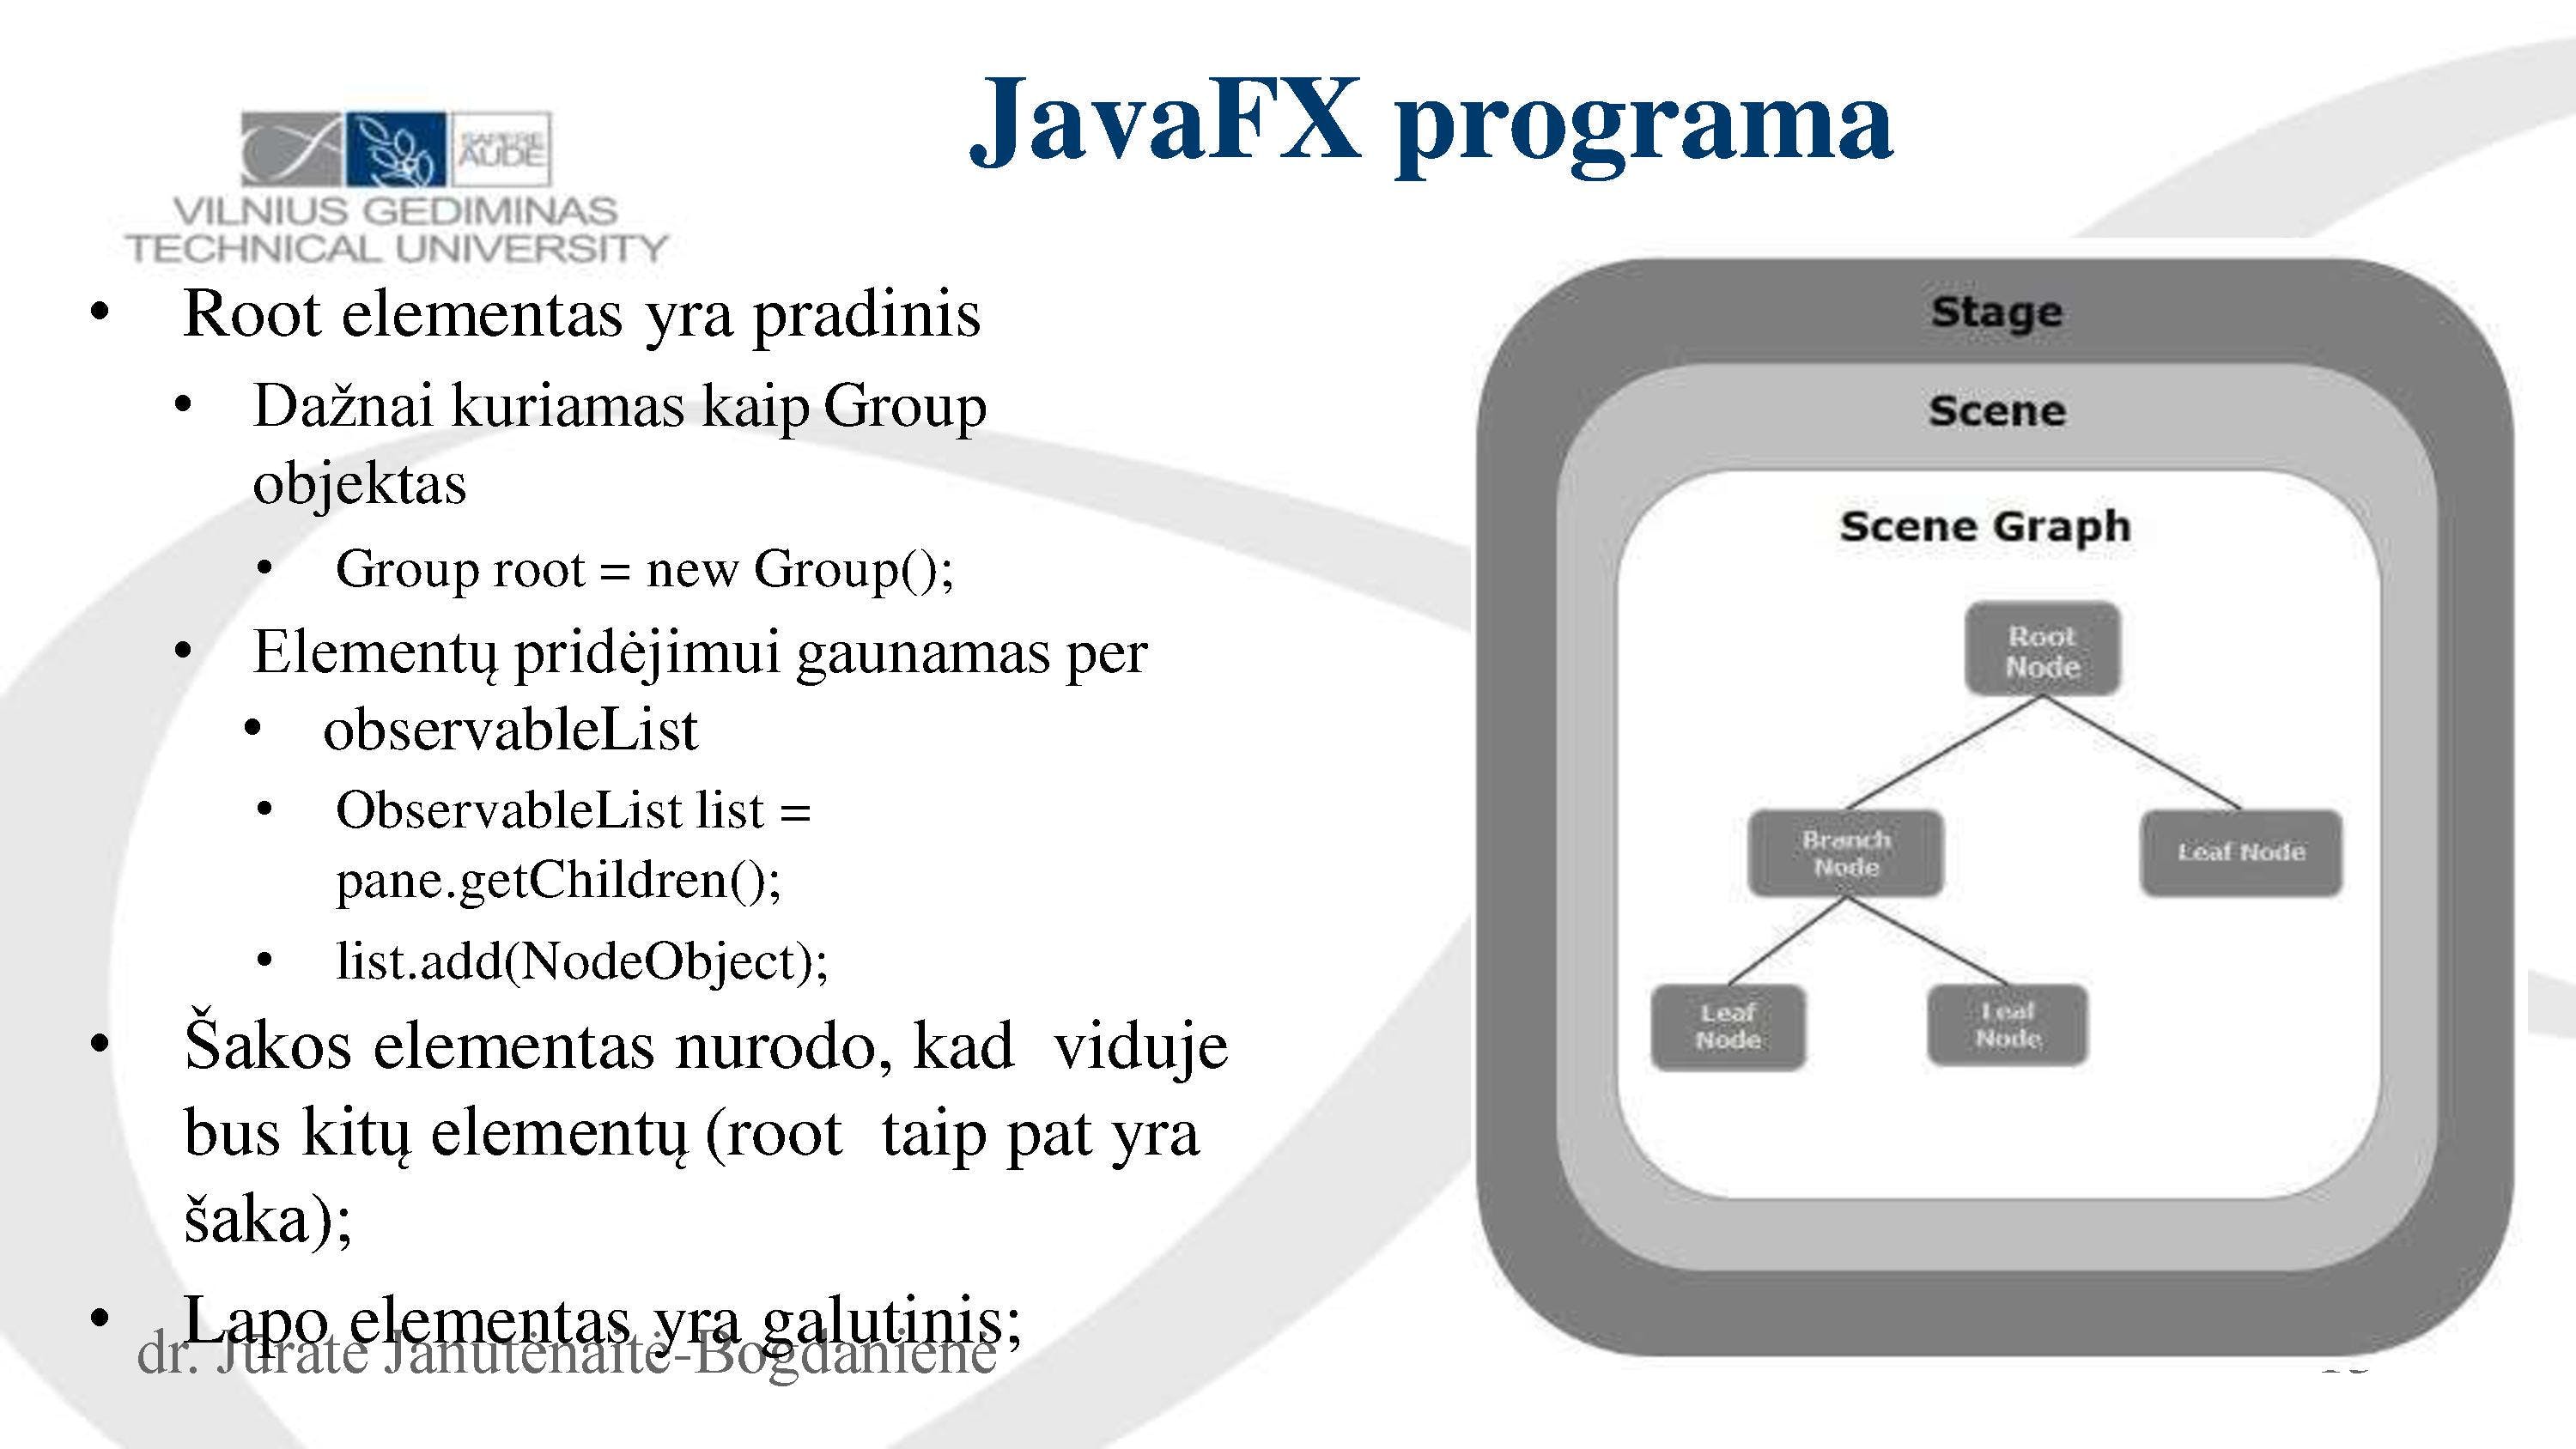 JavaFX programa
SAPERE
AUDE
VILNIUS GEDIMINAS
TECHNICAL UNIVERSITY
• Root elementas yra pradinis
• Dažnai kuriamas kaip Group
objektas
• Group root = new Group();
• Elementų pridėjimui gaunamas per
• observableList
• ObservableList list =
pane.getChildren();
• list.add(NodeObject);
• Šakos elementas nurodo, kad viduje
bus kitų elementų (root taip pat yra
šaka);
• Lapo elementas yra galutinis;
dr. Jūratė Janutėnaitė-Bogdanienė
Stage
Scene
Scene Graph
Root
Node
Branch
Node
Leaf Node
Leaf
Node
Leaf
Node